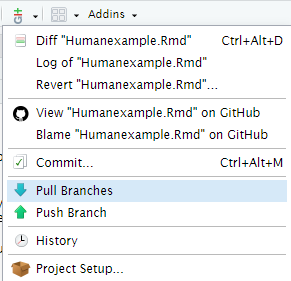 Addins
Diff "Humanexample.Rmd" Ctrl+Alt+D
Log of "Humanexample.Rmd"
Revert "Humanexample.Rmd"...
View "Humanexample.Rmd" on GitHub
Blame "Humanexample.Rmd" on GitHub
Commit... Ctrl+Alt+M
Pull Branches
Push Branch
History
Project Setup...